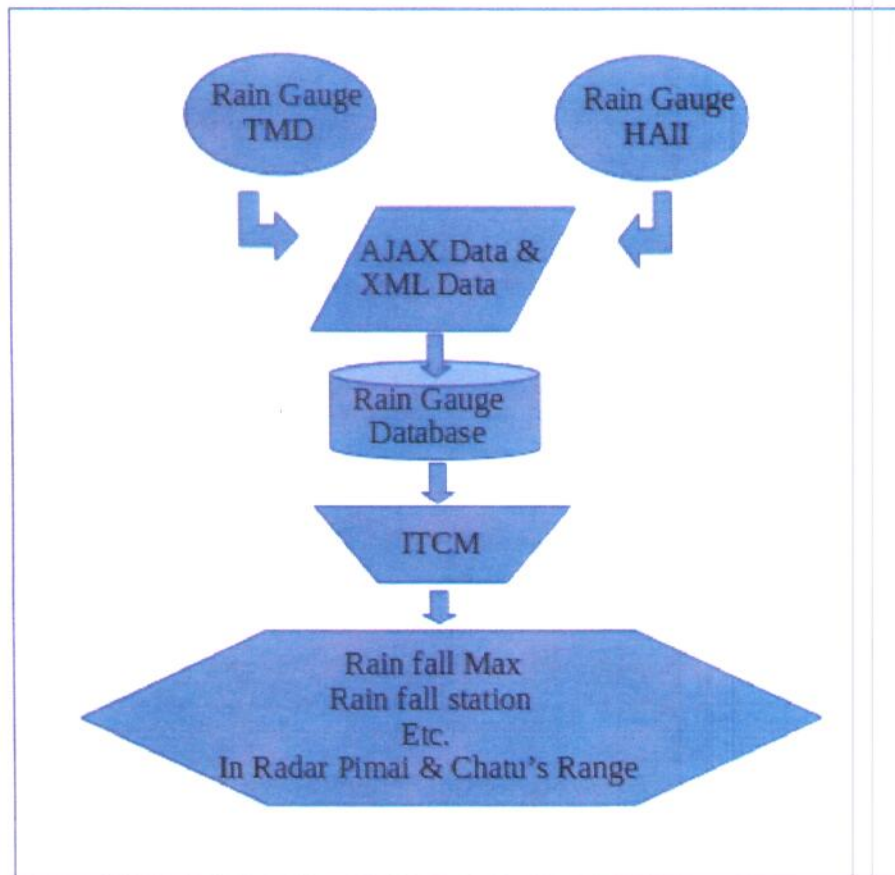 Rain Gauge
TMD
Rain Gauge
HAII
AJAX Data &
XML Data
Rain Gauge
Database
ITCM
Rain fall Max
Rain fall station
Etc.
In Radar Pimai & Chatu's Range